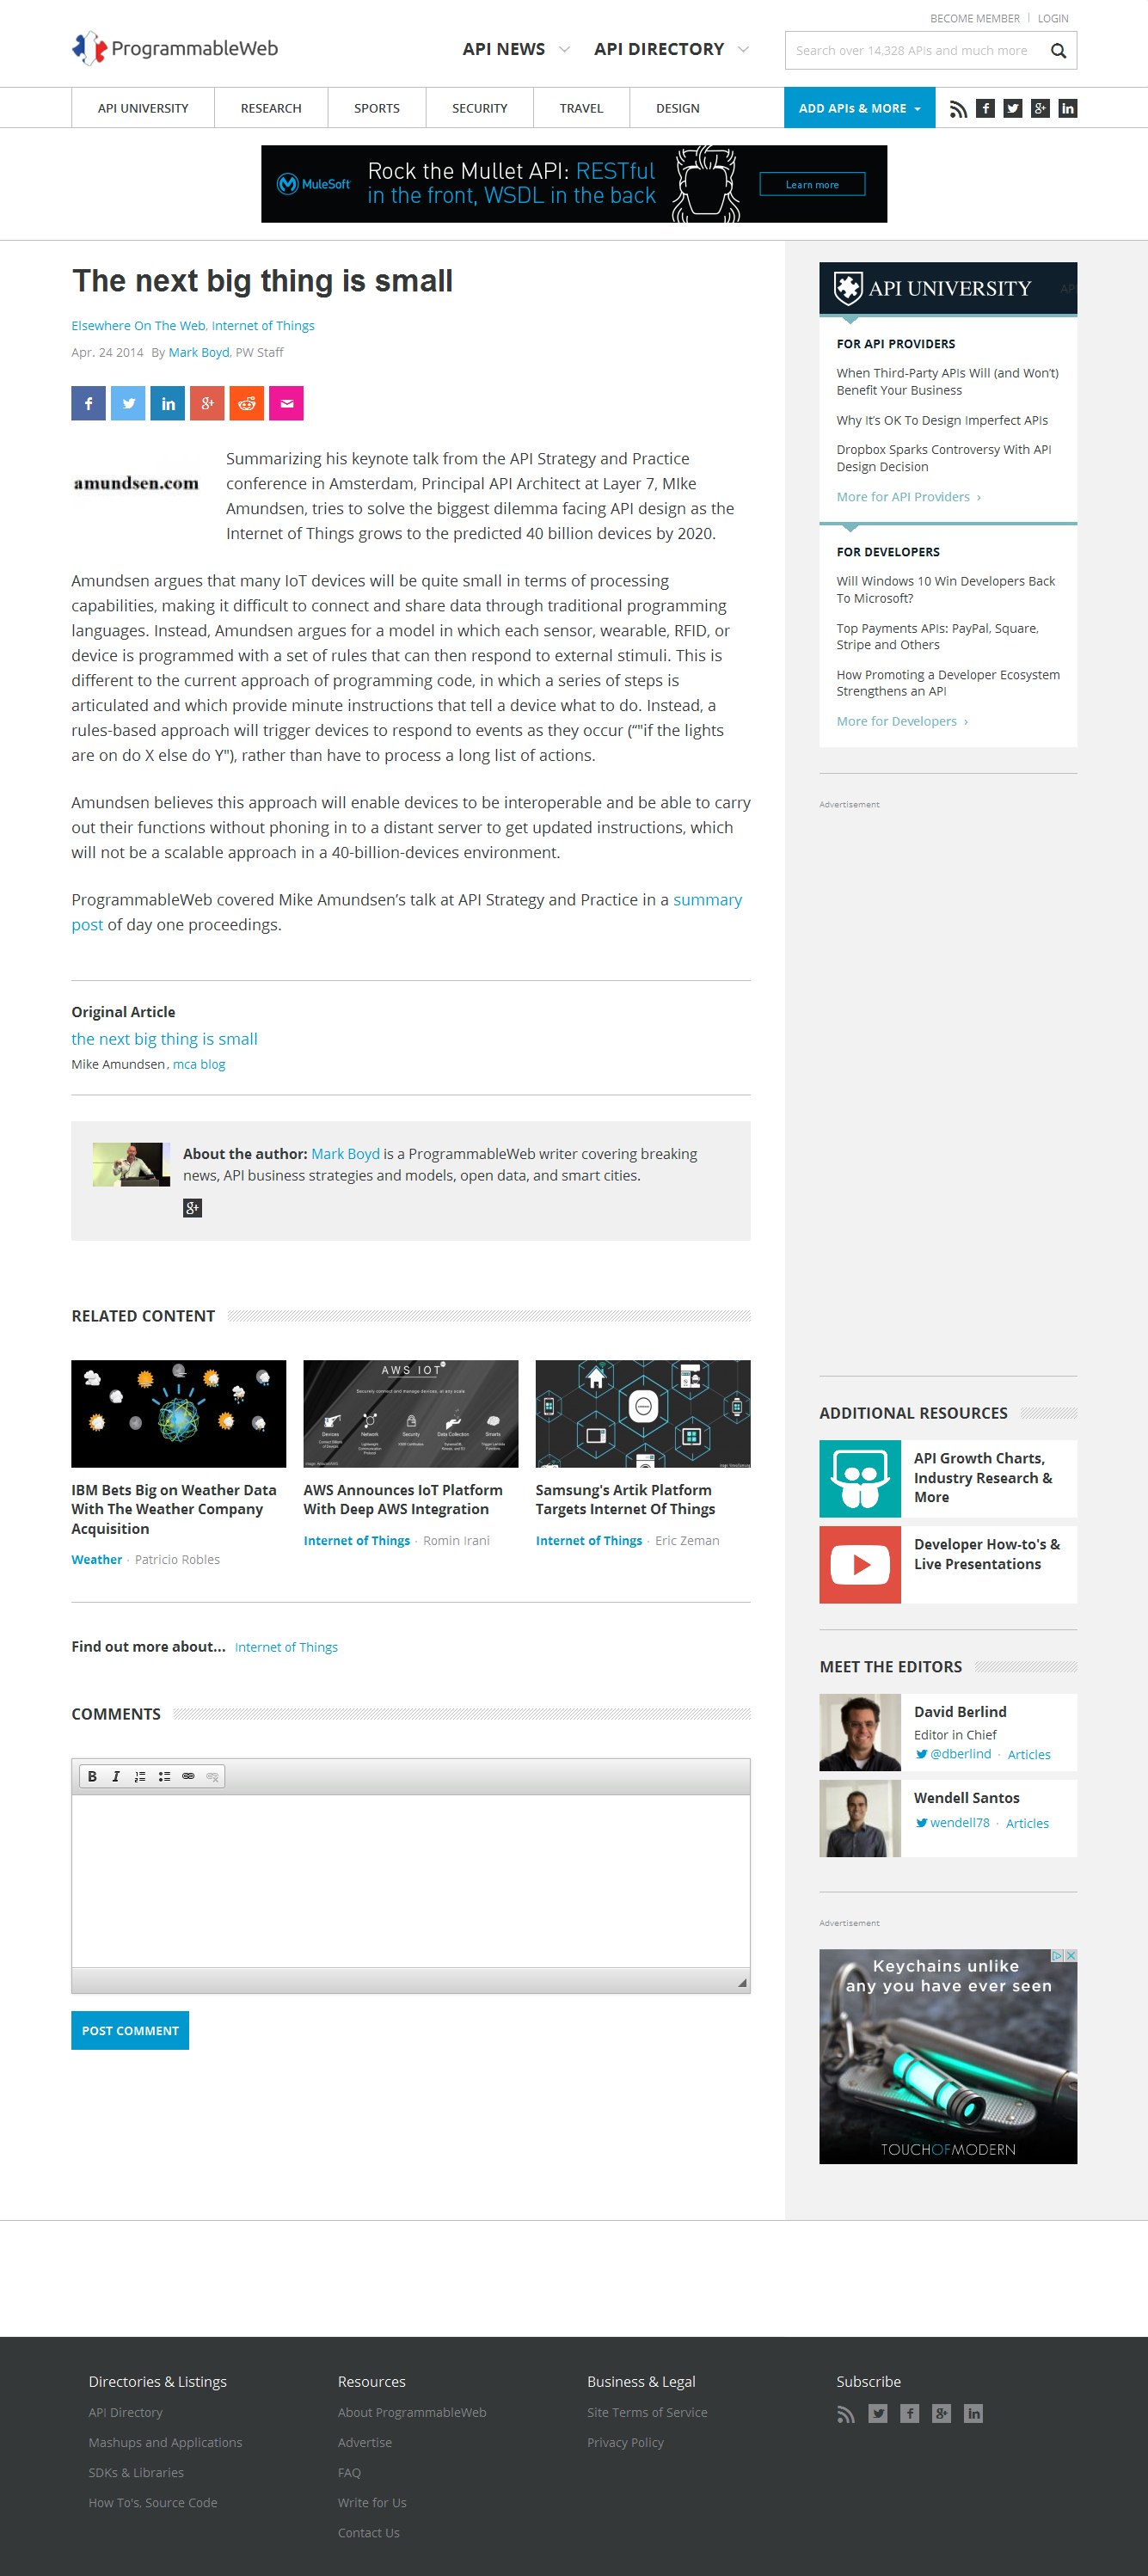 BECOME MEMBER | LOGIN
ProgrammableWeb
API NEWS
API DIRECTORY
Search over 14,328 APIs and much more
API UNIVERSITY
RESEARCH
SPORTS
SECURITY
TRAVEL
DESIGN
ADD APIs & MORE
MuleSoft
Rock the Mullet API: RESTful
in the front, WSDL in the back
Learn more
The next big thing is small
Elsewhere On The Web, Internet of Things
Apr. 24 2014 By Mark Boyd, PW Staff
amundsen.com
Summarizing his keynote talk from the API Strategy and Practice
conference in Amsterdam, Principal API Architect at Layer 7, MIke
Amundsen, tries to solve the biggest dilemma facing API design as the
Internet of Things grows to the predicted 40 billion devices by 2020.
Amundsen argues that many IoT devices will be quite small in terms of processing
capabilities, making it difficult to connect and share data through traditional programming
languages. Instead, Amundsen argues for a model in which each sensor, wearable, RFID, or
device is programmed with a set of rules that can then respond to external stimuli. This is
different to the current approach of programming code, in which a series of steps is
articulated and which provide minute instructions that tell a device what to do. Instead, a
rules-based approach will trigger devices to respond to events as they occur (“"if the lights
are on do X else do Y"), rather than have to process a long list of actions.
Amundsen believes this approach will enable devices to be interoperable and be able to carry
out their functions without phoning in to a distant server to get updated instructions, which
will not be a scalable approach in a 40-billion-devices environment.
ProgrammableWeb covered Mike Amundsen’s talk at API Strategy and Practice in a summary
post of day one proceedings.
Original Article
the next big thing is small
Mike Amundsen, mca blog
About the author: Mark Boyd is a ProgrammableWeb writer covering breaking
news, API business strategies and models, open data, and smart cities.
RELATED CONTENT
AWS IOT
Securely connect and manage devices, at any scale
Devices
Network
Security
Data Collection
Smarts
IBM Bets Big on Weather Data
With The Weather Company
Acquisition
Weather · Patricio Robles
AWS Announces IoT Platform
With Deep AWS Integration
Internet of Things · Romin Irani
Samsung's Artik Platform
Targets Internet Of Things
Internet of Things · Eric Zeman
Find out more about... Internet of Things
COMMENTS
POST COMMENT
API UNIVERSITY
FOR API PROVIDERS
When Third-Party APIs Will (and Won’t)
Benefit Your Business
Why It’s OK To Design Imperfect APIs
Dropbox Sparks Controversy With API
Design Decision
More for API Providers ›
FOR DEVELOPERS
Will Windows 10 Win Developers Back
To Microsoft?
Top Payments APIs: PayPal, Square,
Stripe and Others
How Promoting a Developer Ecosystem
Strengthens an API
More for Developers ›
Advertisement
ADDITIONAL RESOURCES
API Growth Charts,
Industry Research &
More
Developer How-to's &
Live Presentations
MEET THE EDITORS
David Berlind
Editor in Chief
@dberlind · Articles
Wendell Santos
wendell78 · Articles
Advertisement
Keychains unlike
any you have ever seen
TOUCHOFMODERN
Directories & Listings
API Directory
Mashups and Applications
SDKs & Libraries
How To's, Source Code
Resources
About ProgrammableWeb
Advertise
FAQ
Write for Us
Contact Us
Business & Legal
Site Terms of Service
Privacy Policy
Subscribe